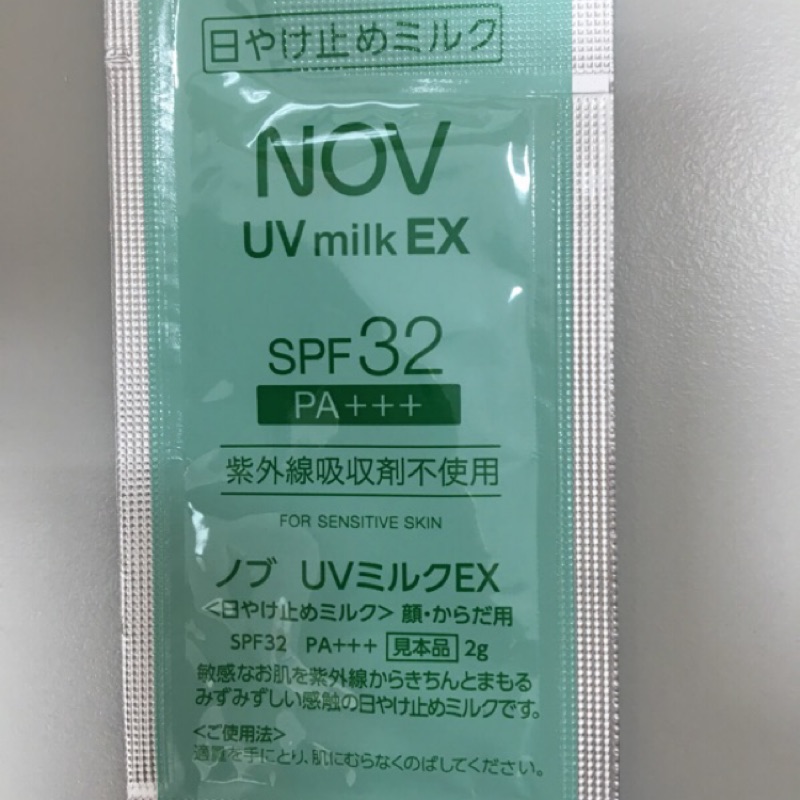 日やけ止めミルク
NOV
UV milk EX
SPF 32
PA+++
紫外線吸収剤不使用
FOR SENSITIVE SKIN
ノブ UVミルクEX
<日やけ止めミルク> 顔・からだ用
SPF32 PA+++ 見本品 2g
敏感なお肌を紫外線からきちんとまもる
みずみずしい感触の日やけ止めミルクです。
<ご使用法>
適量を手にとり、肌にむらなくのばしてください。